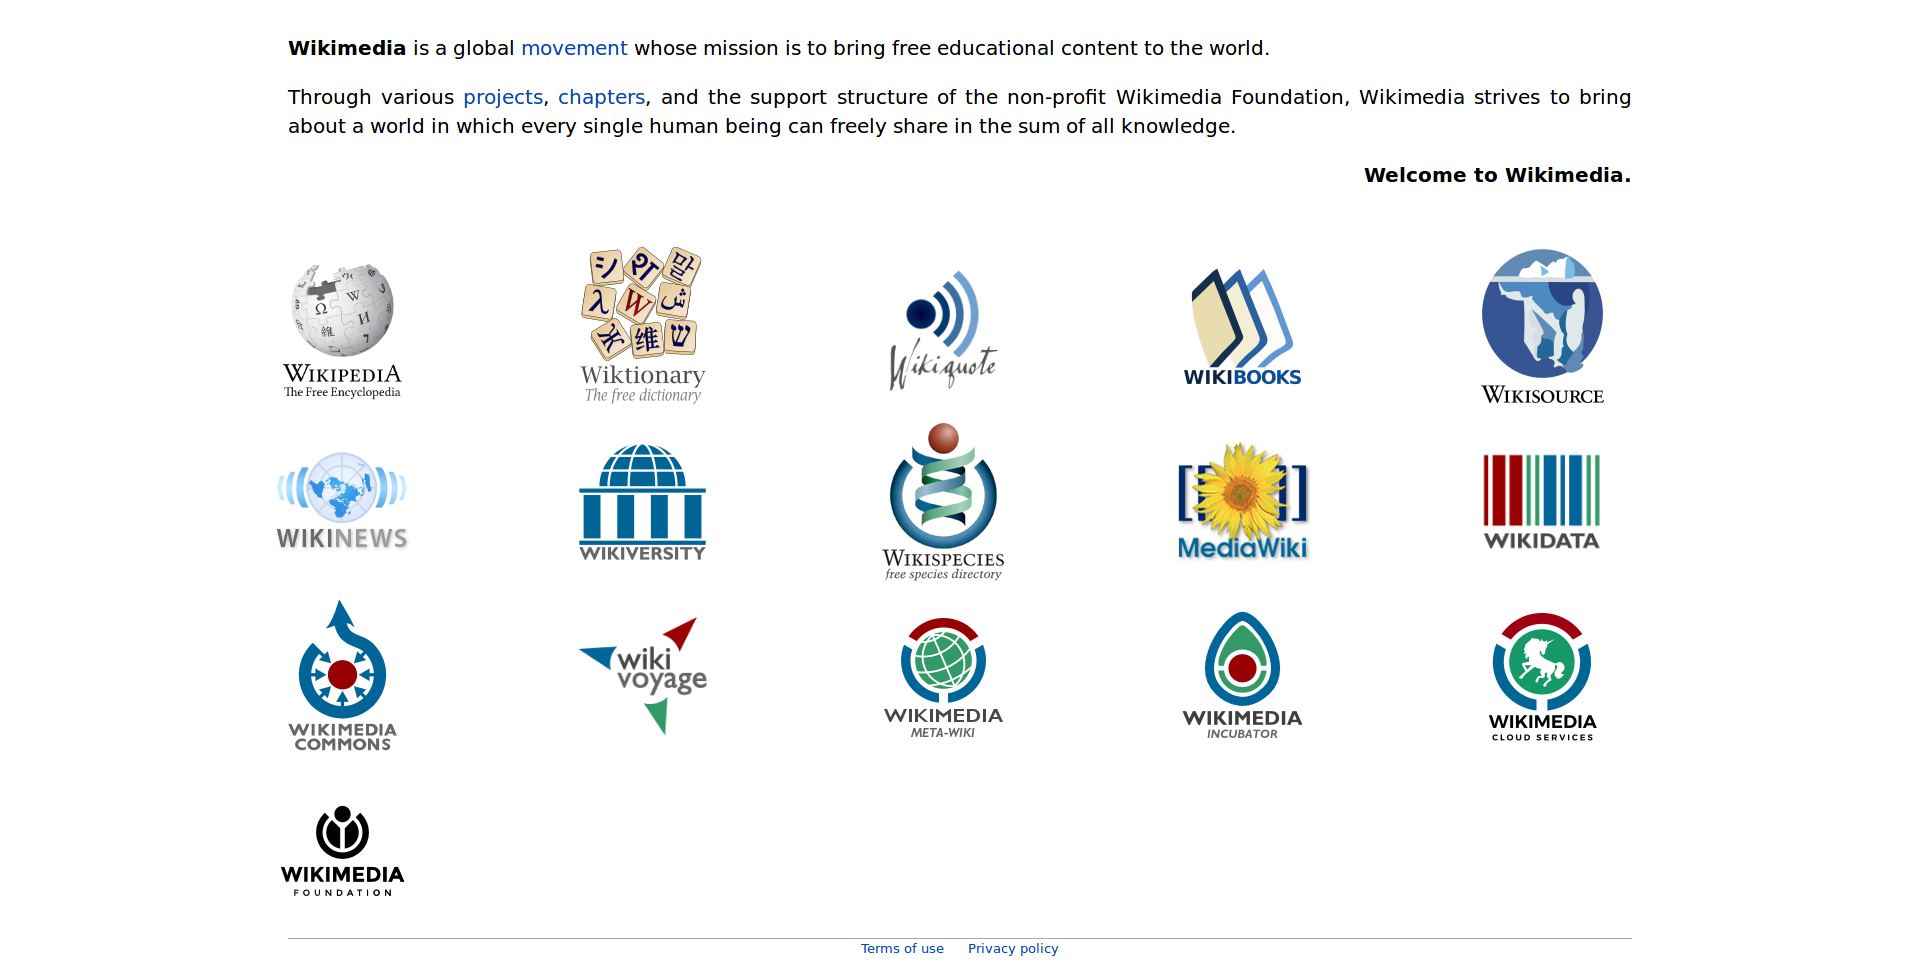 Wikimedia is a global movement whose mission is to bring free educational content to the world.
Through various projects, chapters, and the support structure of the non-profit Wikimedia Foundation, Wikimedia strives to bring
about a world in which every single human being can freely share in the sum of all knowledge.
Welcome to Wikimedia.
Ω W 維 И
WIKIPEDIA
The Free Encyclopedia
シ 말
λ W ش
维 ש
Wiktionary
The free dictionary
Wikiquote
WIKIBOOKS
WIKISOURCE
WIKINEWS
WIKIVERSITY
WIKISPECIES
free species directory
[[ ]]
MediaWiki
WIKIDATA
WIKIMEDIA
COMMONS
wiki
voyage
WIKIMEDIA
META-WIKI
WIKIMEDIA
INCUBATOR
WIKIMEDIA
CLOUD SERVICES
WIKIMEDIA
FOUNDATION
Terms of use Privacy policy